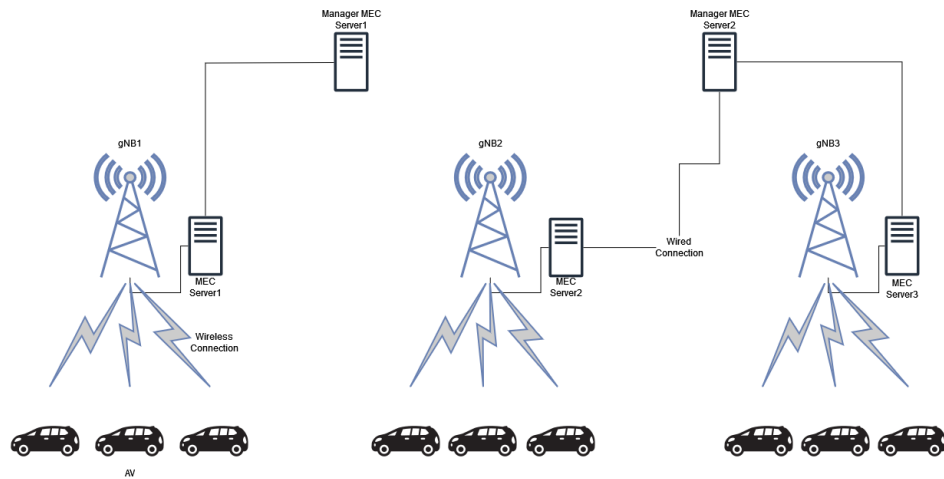 Manager MEC
Server1
Manager MEC
Server2
gNB1
gNB2
gNB3
Wired
Connection
MEC
Server1
MEC
Server2
MEC
Server3
Wireless
Connection
AV